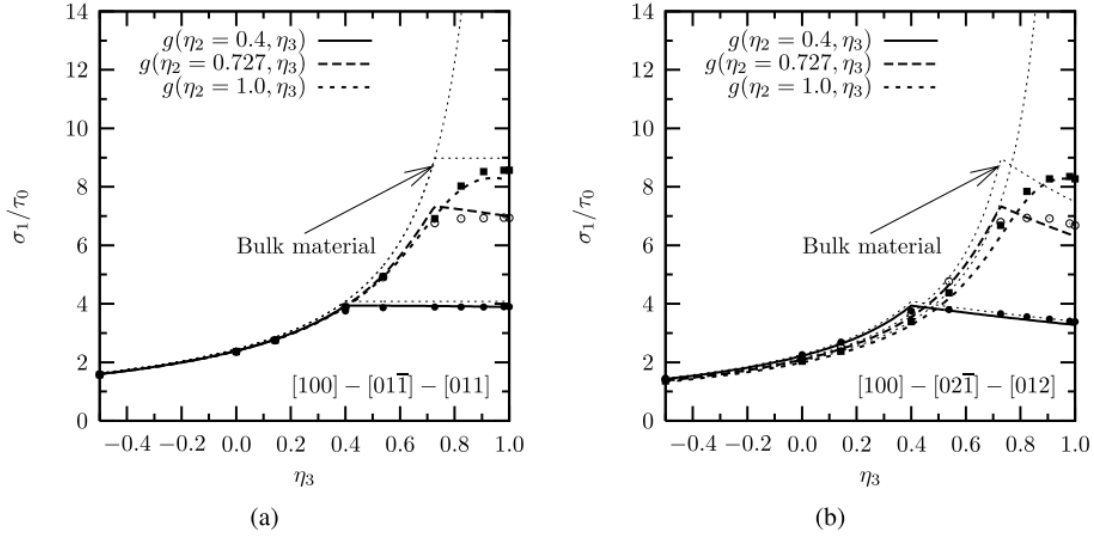 14
12
10
8
6
4
2
0
σ₁/τ₀
g(η₂ = 0.4, η₃)
g(η₂ = 0.727, η₃)
g(η₂ = 1.0, η₃)
Bulk material
[100] − [011̅] − [011]
−0.4 −0.2 0.0 0.2 0.4 0.6 0.8 1.0
η₃
(a)
14
12
10
8
6
4
2
0
σ₁/τ₀
g(η₂ = 0.4, η₃)
g(η₂ = 0.727, η₃)
g(η₂ = 1.0, η₃)
Bulk material
[100] − [021̅] − [012]
−0.4 −0.2 0.0 0.2 0.4 0.6 0.8 1.0
η₃
(b)